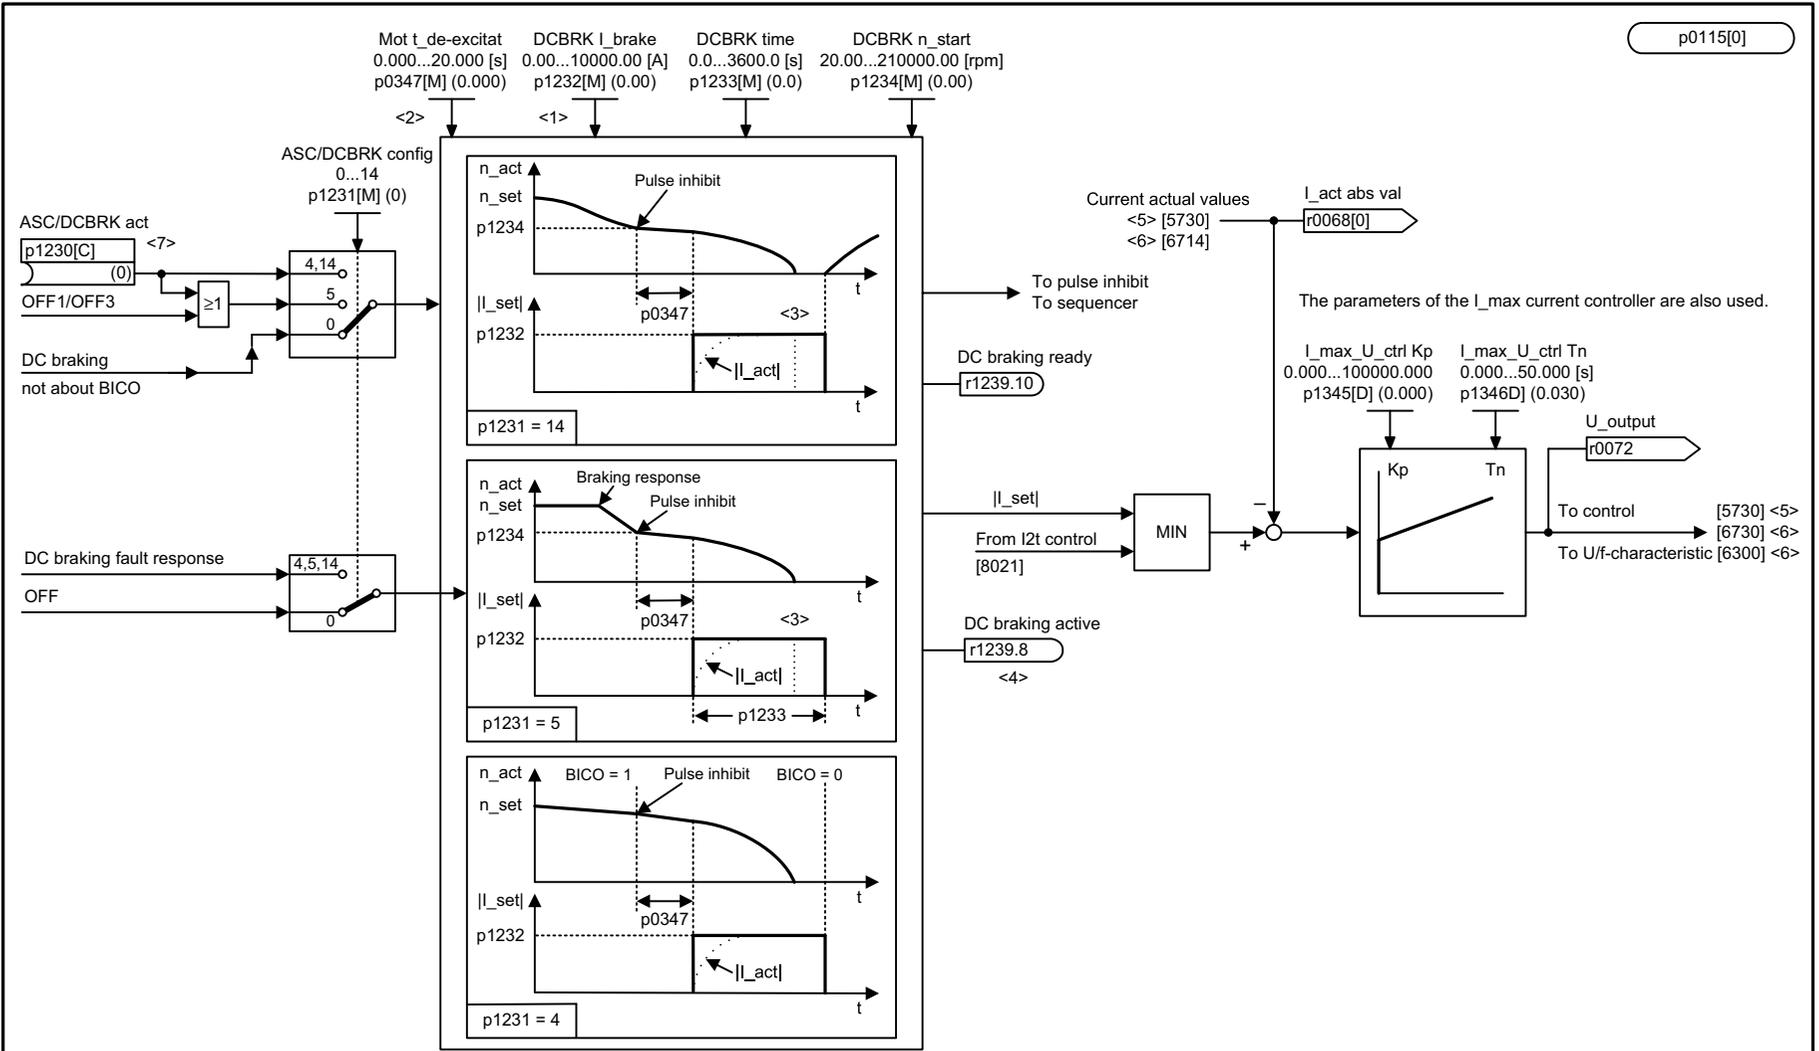 p0115[0]
Mot t_de-excitat
0.000...20.000 [s]
p0347[M] (0.000)
<2>
DCBRK I_brake
0.00...10000.00 [A]
p1232[M] (0.00)
<1>
DCBRK time
0.0...3600.0 [s]
p1233[M] (0.0)
DCBRK n_start
20.00...210000.00 [rpm]
p1234[M] (0.00)
ASC/DCBRK config
0...14
p1231[M] (0)
ASC/DCBRK act
p1230[C]
<7>
(0)
OFF1/OFF3
≥1
4,14
5
0
DC braking
not about BICO
DC braking fault response
OFF
4,5,14
0
n_act
n_set
p1234
Pulse inhibit
t
|I_set|
p0347
<3>
p1232
|I_act|
t
p1231 = 14
n_act
Braking response
n_set
Pulse inhibit
p1234
t
|I_set|
p0347
<3>
p1232
|I_act|
t
p1233
p1231 = 5
n_act
BICO = 1
Pulse inhibit
BICO = 0
n_set
t
|I_set|
p0347
p1232
|I_act|
t
p1231 = 4
Current actual values
<5> [5730]
<6> [6714]
I_act abs val
r0068[0]
To pulse inhibit
To sequencer
The parameters of the I_max current controller are also used.
DC braking ready
r1239.10
I_max_U_ctrl Kp
0.000...100000.000
p1345[D] (0.000)
I_max_U_ctrl Tn
0.000...50.000 [s]
p1346D] (0.030)
U_output
r0072
Kp
Tn
|I_set|
From I2t control
[8021]
MIN
–
+
To control
[5730] <5>
[6730] <6>
To U/f-characteristic [6300] <6>
DC braking active
r1239.8
<4>